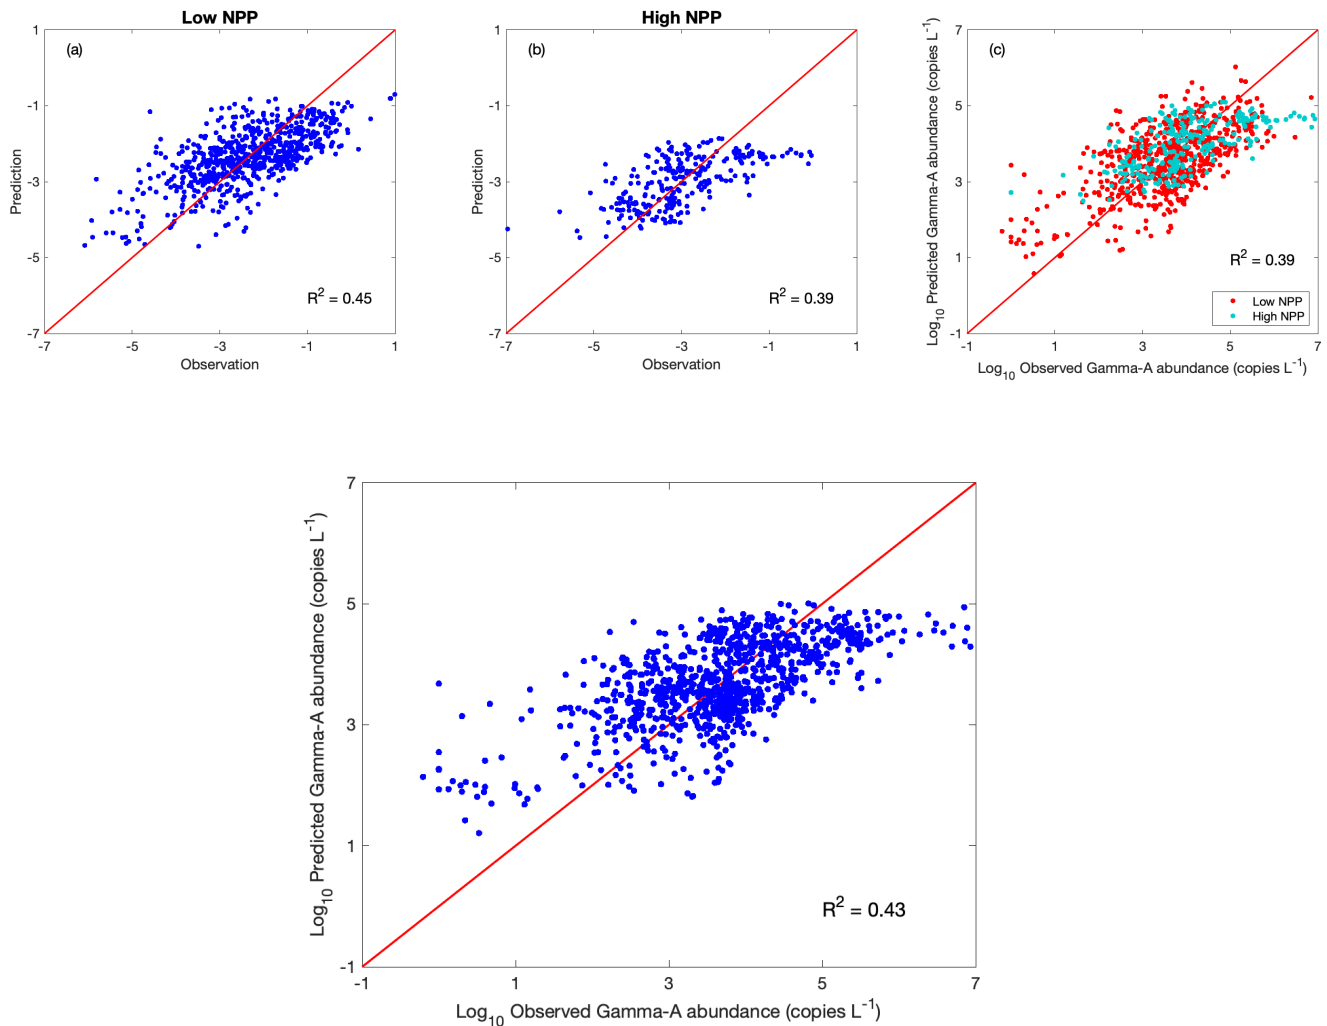 Low NPP
(a)
1
-1
-3
-5
-7
Prediction
R² = 0.45
-7 -5 -3 -1 1
Observation
High NPP
(b)
1
-1
-3
-5
-7
Prediction
R² = 0.39
-7 -5 -3 -1 1
Observation
(c)
7
5
3
1
-1
Log₁₀ Predicted Gamma-A abundance (copies L⁻¹)
R² = 0.39
Low NPP
High NPP
-1 1 3 5 7
Log₁₀ Observed Gamma-A abundance (copies L⁻¹)
7
5
3
1
-1
Log₁₀ Predicted Gamma-A abundance (copies L⁻¹)
R² = 0.43
-1 1 3 5 7
Log₁₀ Observed Gamma-A abundance (copies L⁻¹)